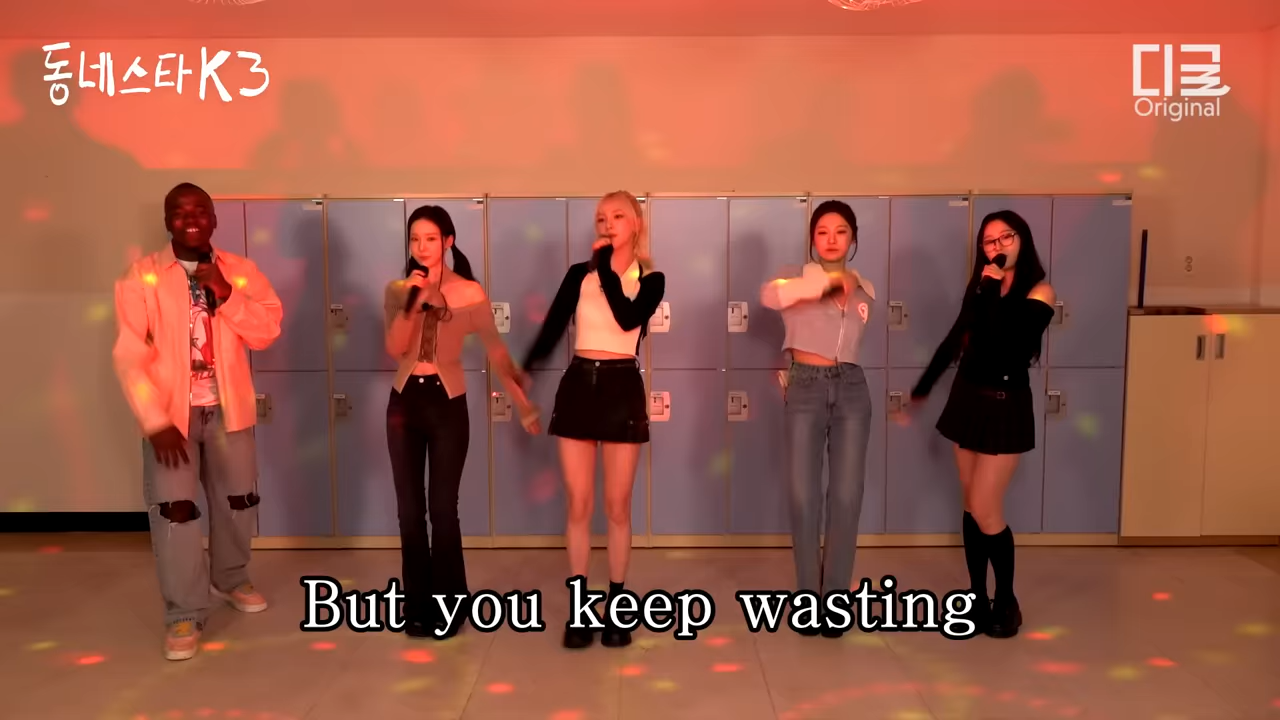 동네스타K3
디글
Original
But you keep wasting